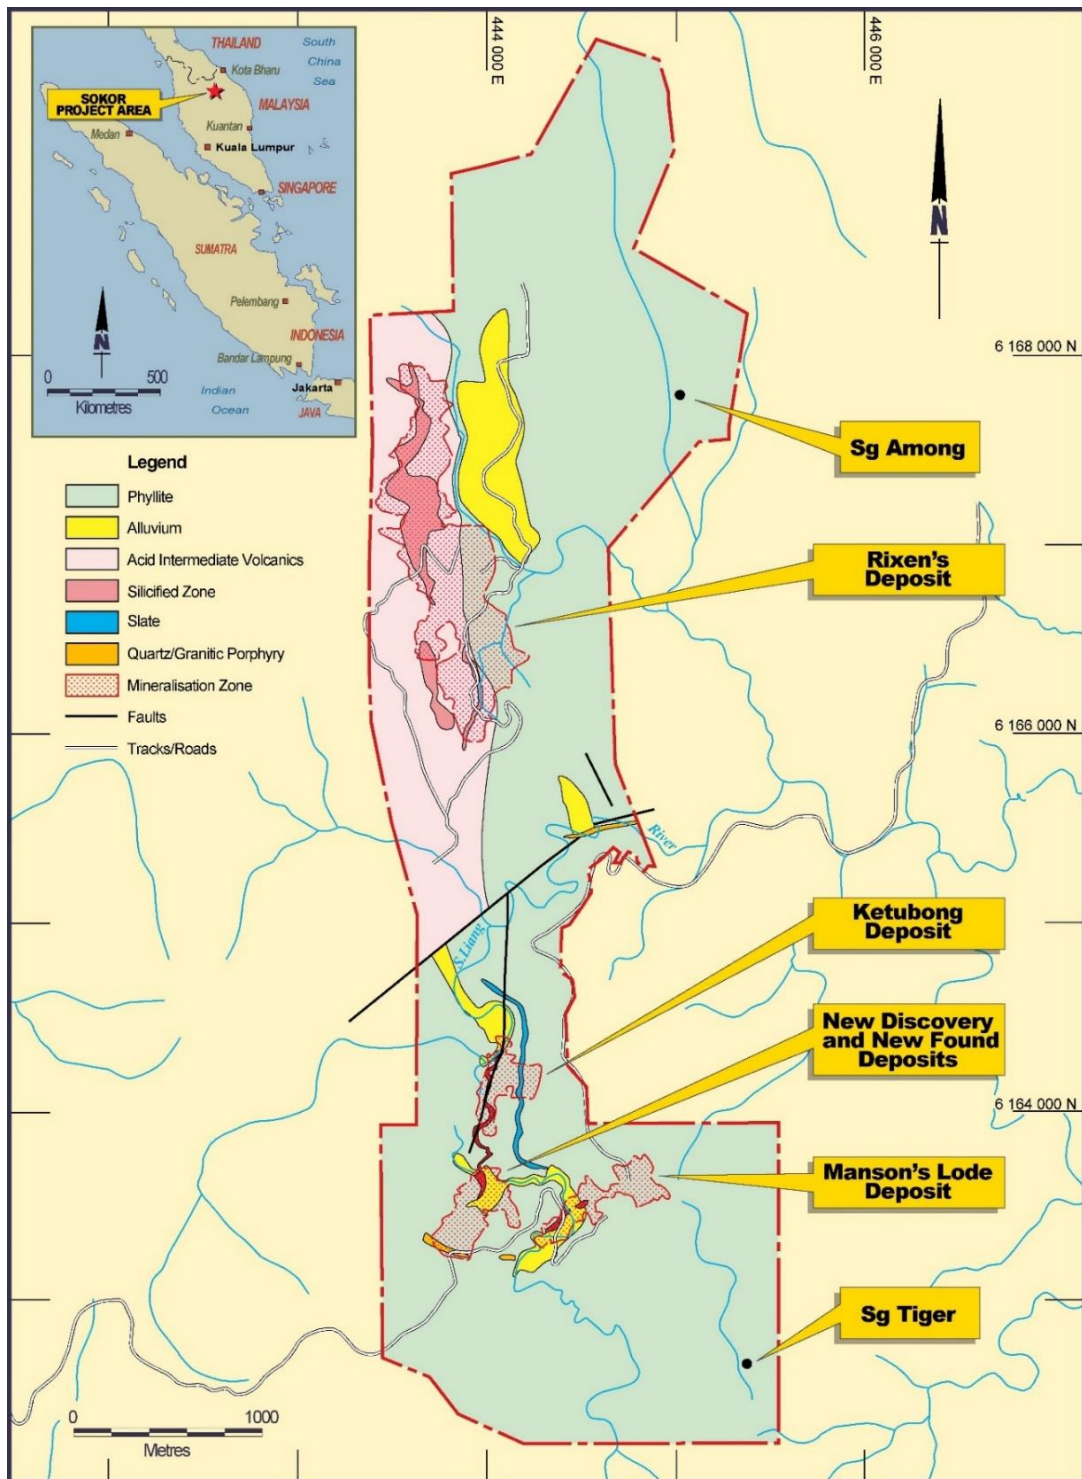 444 000 E
446 000 E
THAILAND
South
China
Sea
Kota Bharu
SOKOR
PROJECT AREA
MALAYSIA
Medan
Kuantan
Kuala Lumpur
SINGAPORE
SUMATRA
N
Pelembang
INDONESIA
Bandar Lampung
0 500
Kilometres
Indian
Ocean
Jakarta
JAVA
N
6 168 000 N
Sg Among
Legend
Phyllite
Alluvium
Acid Intermediate Volcanics
Silicified Zone
Slate
Quartz/Granitic Porphyry
Mineralisation Zone
Faults
Tracks/Roads
Rixen's
Deposit
6 166 000 N
River
S.Liang
Ketubong
Deposit
New Discovery
and New Found
Deposits
6 164 000 N
Manson's Lode
Deposit
Sg Tiger
0 1000
Metres